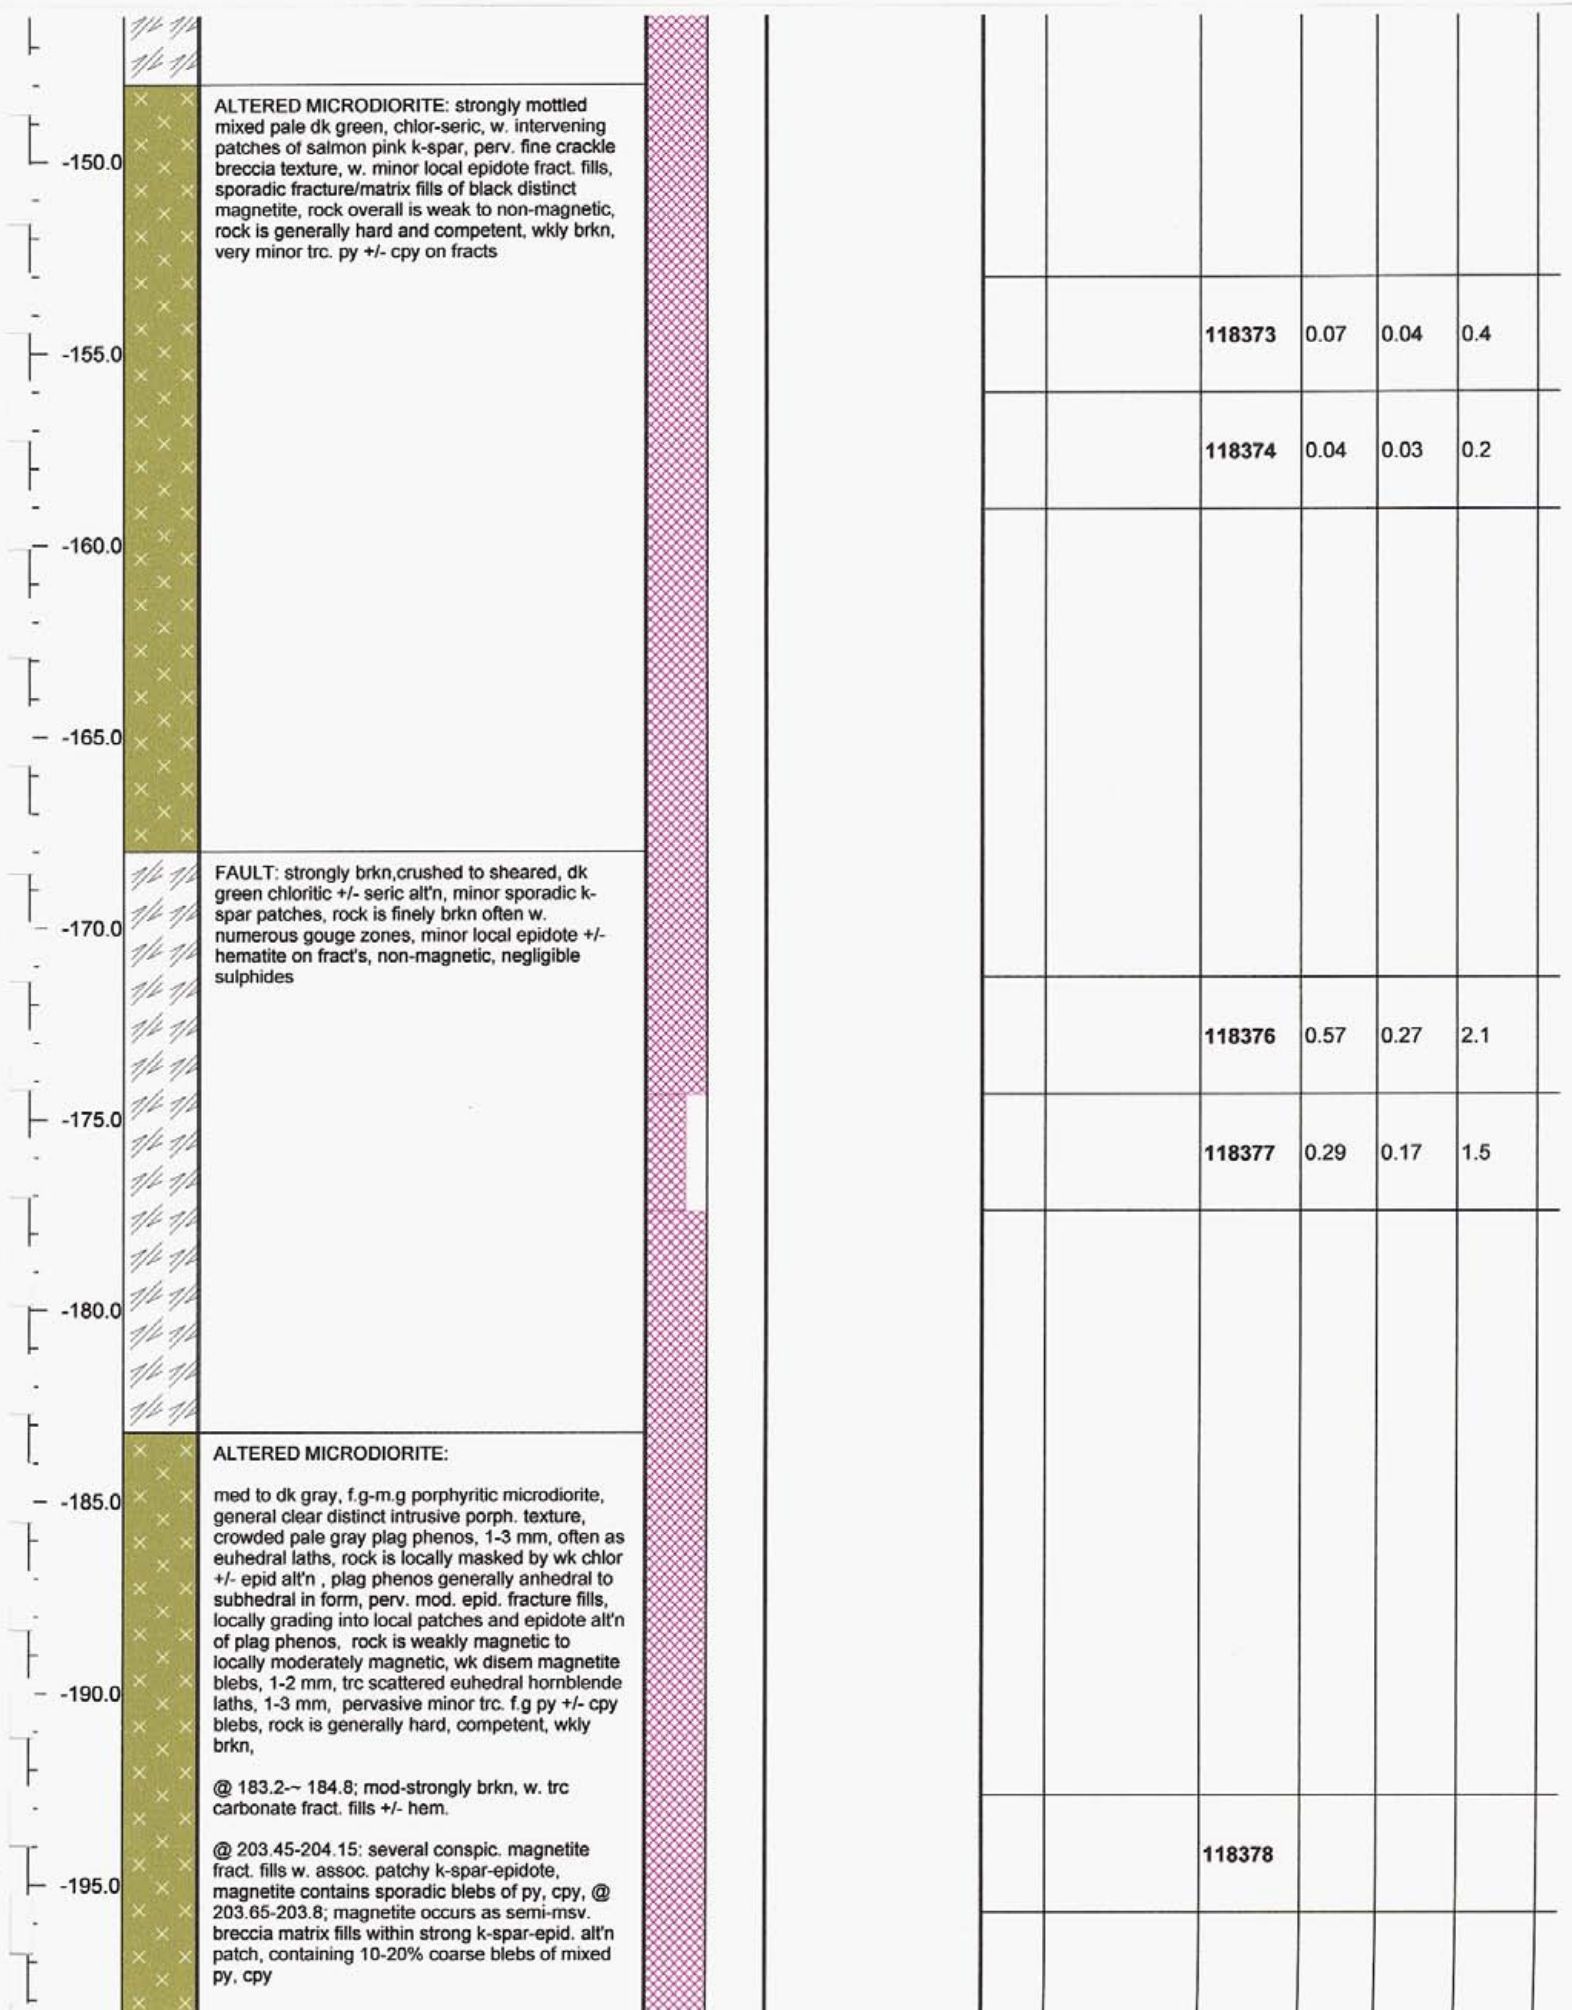 ALTERED MICRODIORITE: strongly mottled
mixed pale dk green, chlor-seric, w. intervening
patches of salmon pink k-spar, perv. fine crackle
breccia texture, w. minor local epidote fract. fills,
sporadic fracture/matrix fills of black distinct
magnetite, rock overall is weak to non-magnetic,
rock is generally hard and competent, wkly brkn,
very minor trc. py +/- cpy on fracts
-150.0
118373 0.07 0.04 0.4
-155.0
118374 0.04 0.03 0.2
-160.0
-165.0
FAULT: strongly brkn,crushed to sheared, dk
green chloritic +/- seric alt'n, minor sporadic k-
spar patches, rock is finely brkn often w.
numerous gouge zones, minor local epidote +/-
hematite on fract's, non-magnetic, negligible
sulphides
-170.0
118376 0.57 0.27 2.1
-175.0
118377 0.29 0.17 1.5
-180.0
ALTERED MICRODIORITE:
med to dk gray, f.g-m.g porphyritic microdiorite,
general clear distinct intrusive porph. texture,
crowded pale gray plag phenos, 1-3 mm, often as
euhedral laths, rock is locally masked by wk chlor
+/- epid alt'n , plag phenos generally anhedral to
subhedral in form, perv. mod. epid. fracture fills,
locally grading into local patches and epidote alt'n
of plag phenos, rock is weakly magnetic to
locally moderately magnetic, wk disem magnetite
blebs, 1-2 mm, trc scattered euhedral hornblende
laths, 1-3 mm, pervasive minor trc. f.g py +/- cpy
blebs, rock is generally hard, competent, wkly
brkn,
-185.0
-190.0
@ 183.2-~ 184.8; mod-strongly brkn, w. trc
carbonate fract. fills +/- hem.
@ 203.45-204.15: several conspic. magnetite
fract. fills w. assoc. patchy k-spar-epidote,
magnetite contains sporadic blebs of py, cpy, @
203.65-203.8; magnetite occurs as semi-msv.
breccia matrix fills within strong k-spar-epid. alt'n
patch, containing 10-20% coarse blebs of mixed
py, cpy
118378
-195.0